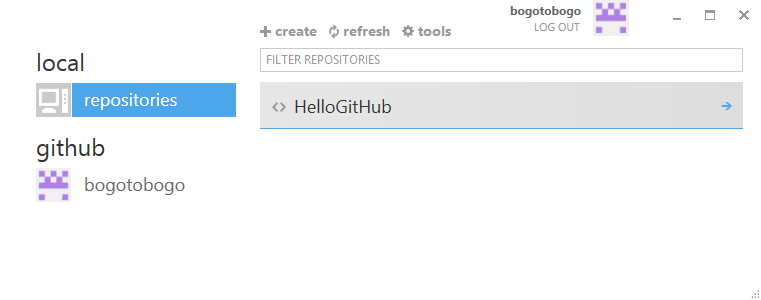 bogotobogo
LOG OUT
create refresh tools
local
FILTER REPOSITORIES
repositories
HelloGitHub
github
bogotobogo